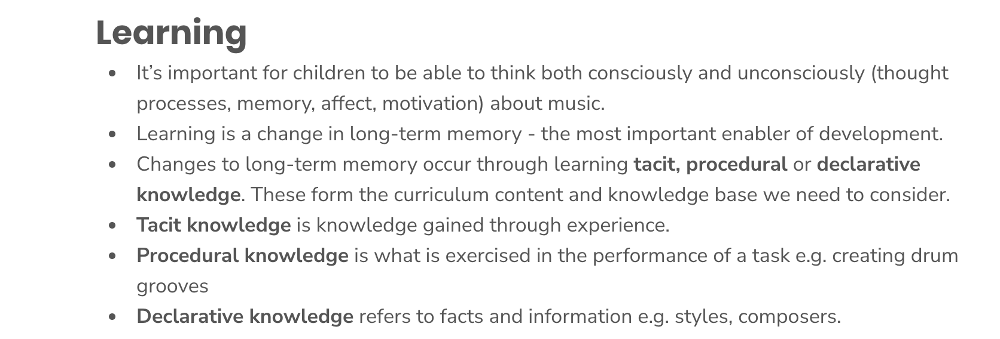 Learning
• It’s important for children to be able to think both consciously and unconsciously (thought
processes, memory, affect, motivation) about music.
• Learning is a change in long-term memory - the most important enabler of development.
• Changes to long-term memory occur through learning tacit, procedural or declarative
knowledge. These form the curriculum content and knowledge base we need to consider.
• Tacit knowledge is knowledge gained through experience.
• Procedural knowledge is what is exercised in the performance of a task e.g. creating drum
grooves
• Declarative knowledge refers to facts and information e.g. styles, composers.